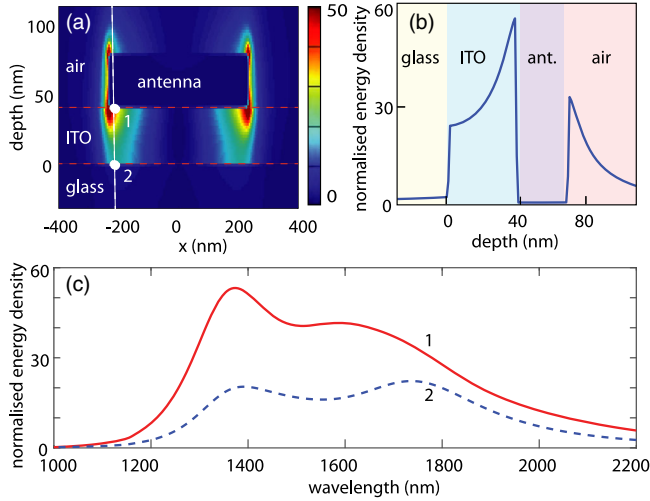 (a)
100
50
0
depth (nm)
air
antenna
ITO
glass
1
2
-400
-200
0
200
400
x (nm)
50
0
(b)
60
30
0
normalised energy density
glass
ITO
ant.
air
0
40
80
depth (nm)
(c)
60
30
0
normalised energy density
1
2
1000
1200
1400
1600
1800
2000
2200
wavelength (nm)